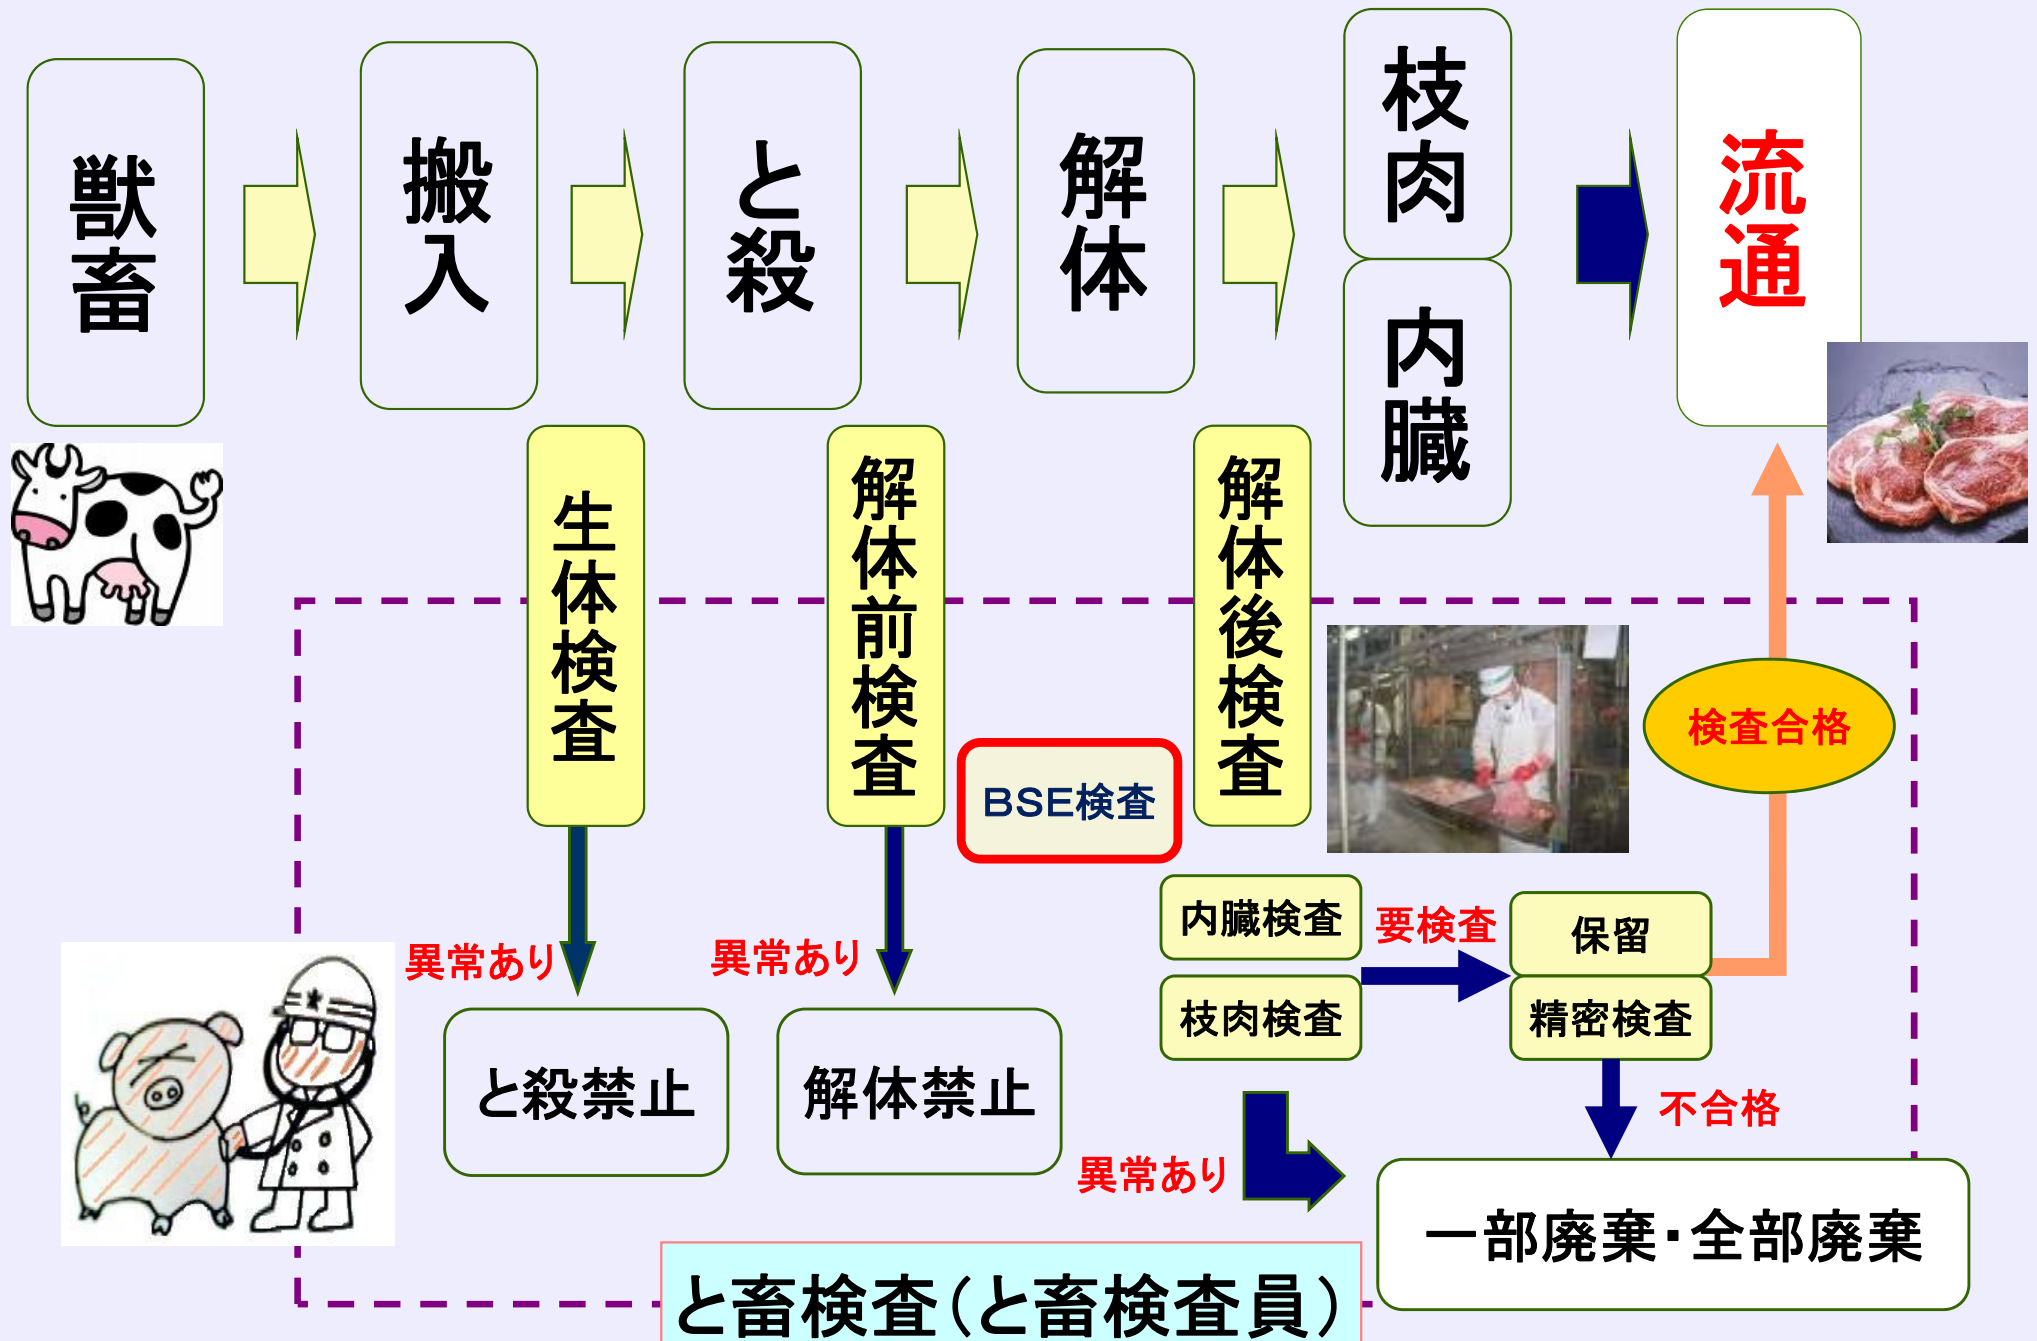 獣畜
搬入
と殺
解体
枝肉
内臓
流通
生体検査
解体前検査
解体後検査
BSE検査
検査合格
内臓検査
要検査
保留
異常あり
異常あり
枝肉検査
精密検査
と殺禁止
解体禁止
不合格
異常あり
一部廃棄・全部廃棄
と畜検査(と畜検査員)